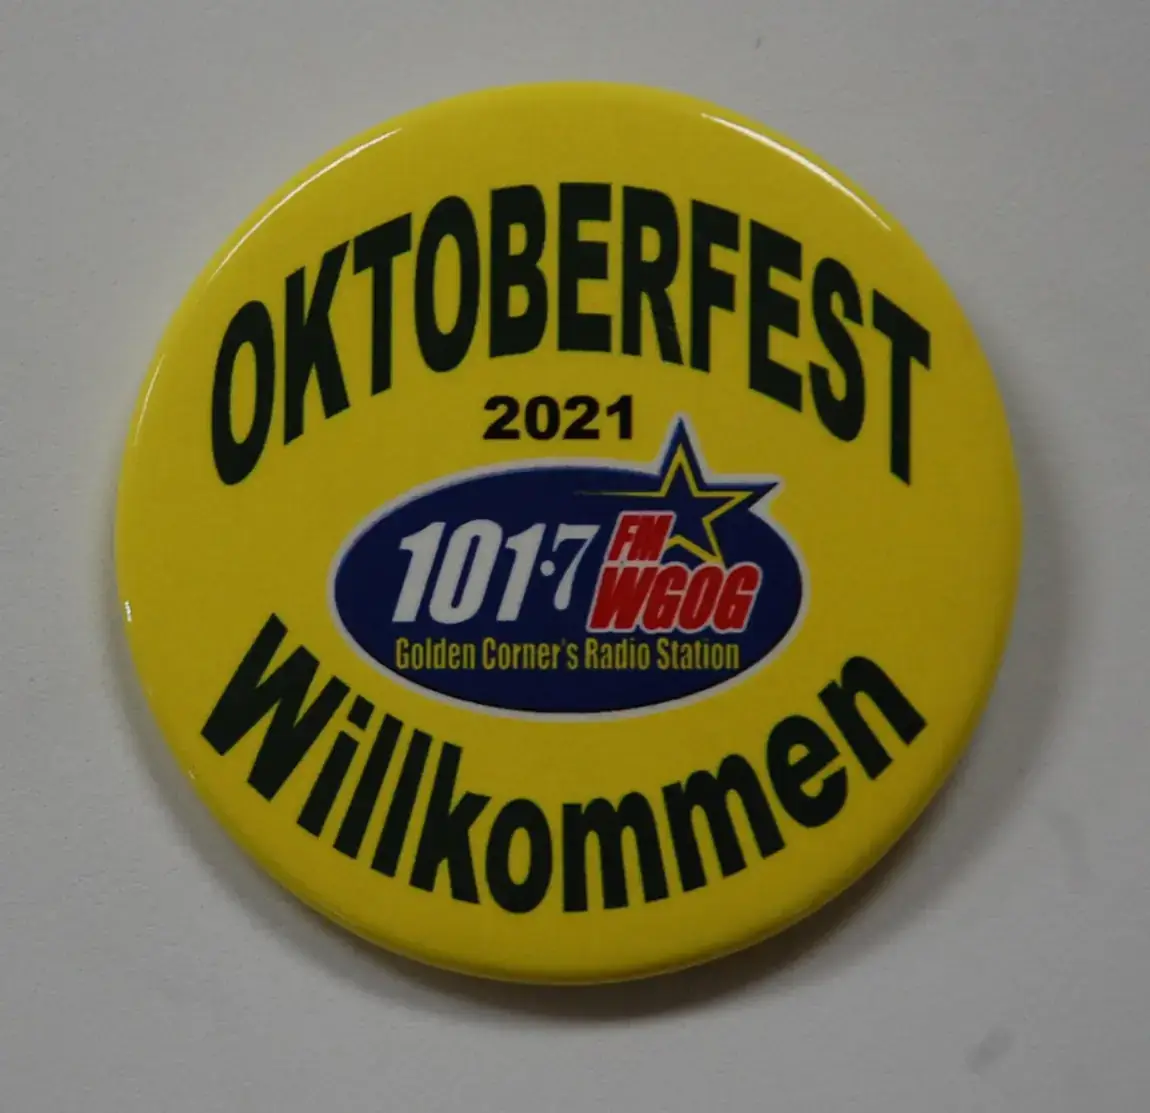 OKTOBERFEST
2021
101.7 FM
WGOG
Golden Corner's Radio Station
Willkommen